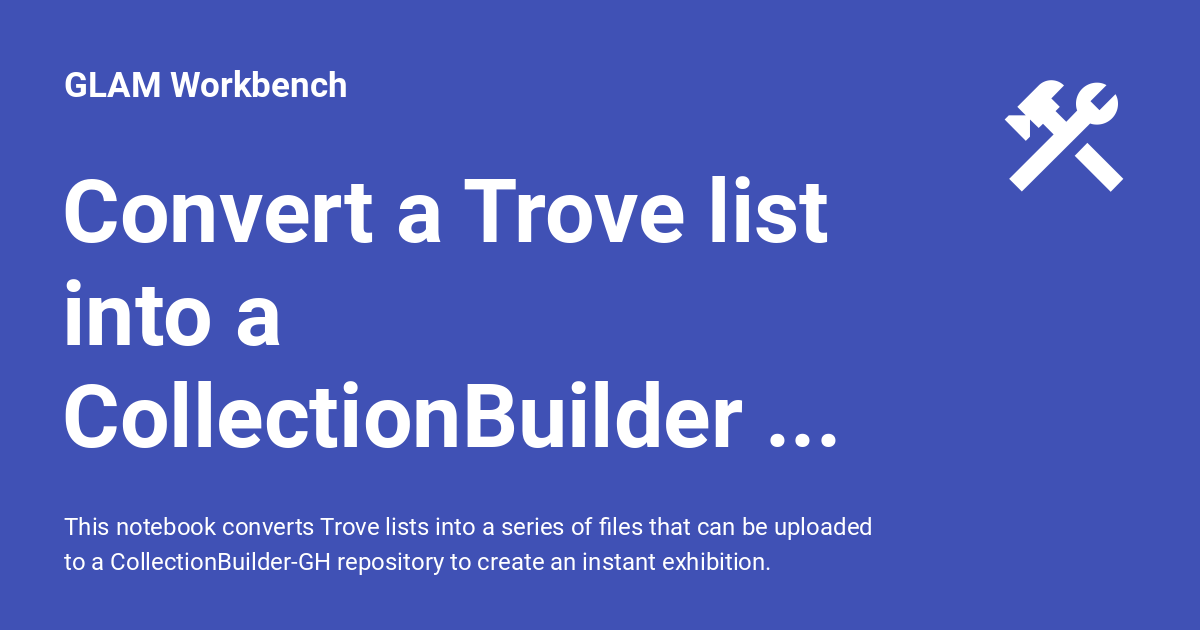 GLAM Workbench
Convert a Trove list
into a
CollectionBuilder ...
This notebook converts Trove lists into a series of files that can be uploaded
to a CollectionBuilder-GH repository to create an instant exhibition.